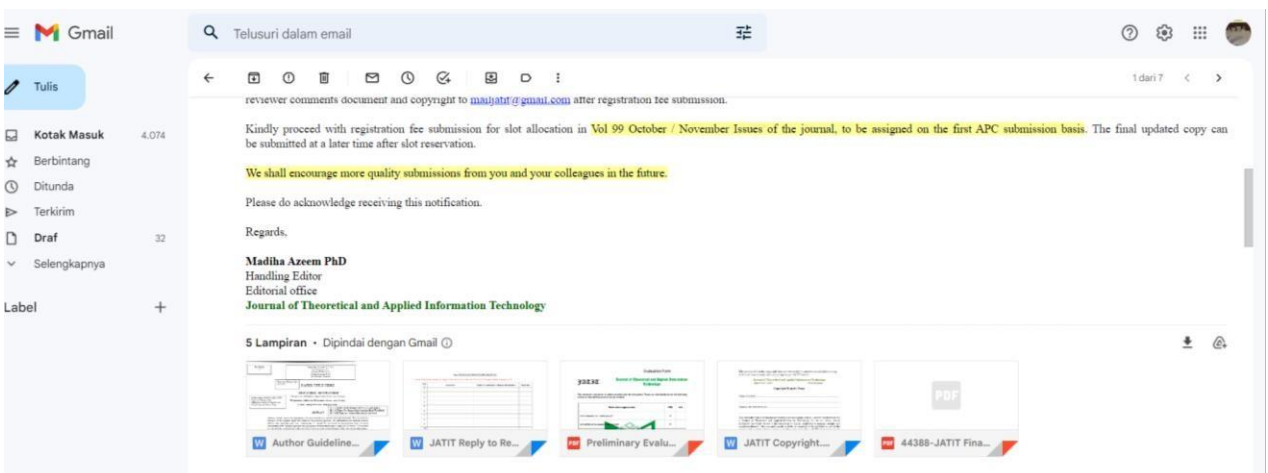 Gmail
Telusuri dalam email
Tulis
1 dari 7
Kotak Masuk 4.074
Berbintang
Ditunda
Terkirim
Draf 32
Selengkapnya
Label
reviewer comments document and copyright to mailjatit@gmail.com after registration fee submission.
Kindly proceed with registration fee submission for slot allocation in Vol 99 October / November Issues of the journal, to be assigned on the first APC submission basis. The final updated copy can
be submitted at a later time after slot reservation.
We shall encourage more quality submissions from you and your colleagues in the future.
Please do acknowledge receiving this notification.
Regards,
Madiha Azeem PhD
Handling Editor
Editorial office
Journal of Theoretical and Applied Information Technology
5 Lampiran • Dipindai dengan Gmail
Author Guideline...
JATIT Reply to Re...
Preliminary Evalu...
JATIT Copyright....
PDF
44388-JATIT Fina...